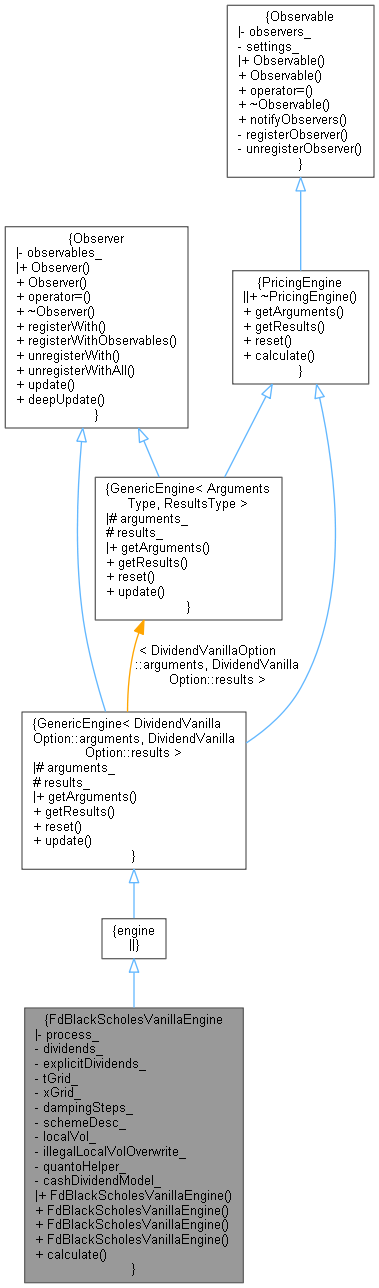 {Observable
|- observers_
- settings_
|+ Observable()
+ Observable()
+ operator=()
+ ~Observable()
+ notifyObservers()
- registerObserver()
- unregisterObserver()
}
{Observer
|- observables_
|+ Observer()
+ Observer()
+ operator=()
+ ~Observer()
+ registerWith()
+ registerWithObservables()
+ unregisterWith()
+ unregisterWithAll()
+ update()
+ deepUpdate()
}
{PricingEngine
||+ ~PricingEngine()
+ getArguments()
+ getResults()
+ reset()
+ calculate()
}
{GenericEngine< Arguments
Type, ResultsType >
|# arguments_
# results_
|+ getArguments()
+ getResults()
+ reset()
+ update()
}
< DividendVanillaOption
::arguments, DividendVanilla
Option::results >
{GenericEngine< DividendVanilla
Option::arguments, DividendVanilla
Option::results >
|# arguments_
# results_
|+ getArguments()
+ getResults()
+ reset()
+ update()
}
{engine
||}
{FdBlackScholesVanillaEngine
|- process_
- dividends_
- explicitDividends_
- tGrid_
- xGrid_
- dampingSteps_
- schemeDesc_
- localVol_
- illegalLocalVolOverwrite_
- quantoHelper_
- cashDividendModel_
|+ FdBlackScholesVanillaEngine()
+ FdBlackScholesVanillaEngine()
+ FdBlackScholesVanillaEngine()
+ FdBlackScholesVanillaEngine()
+ calculate()
}